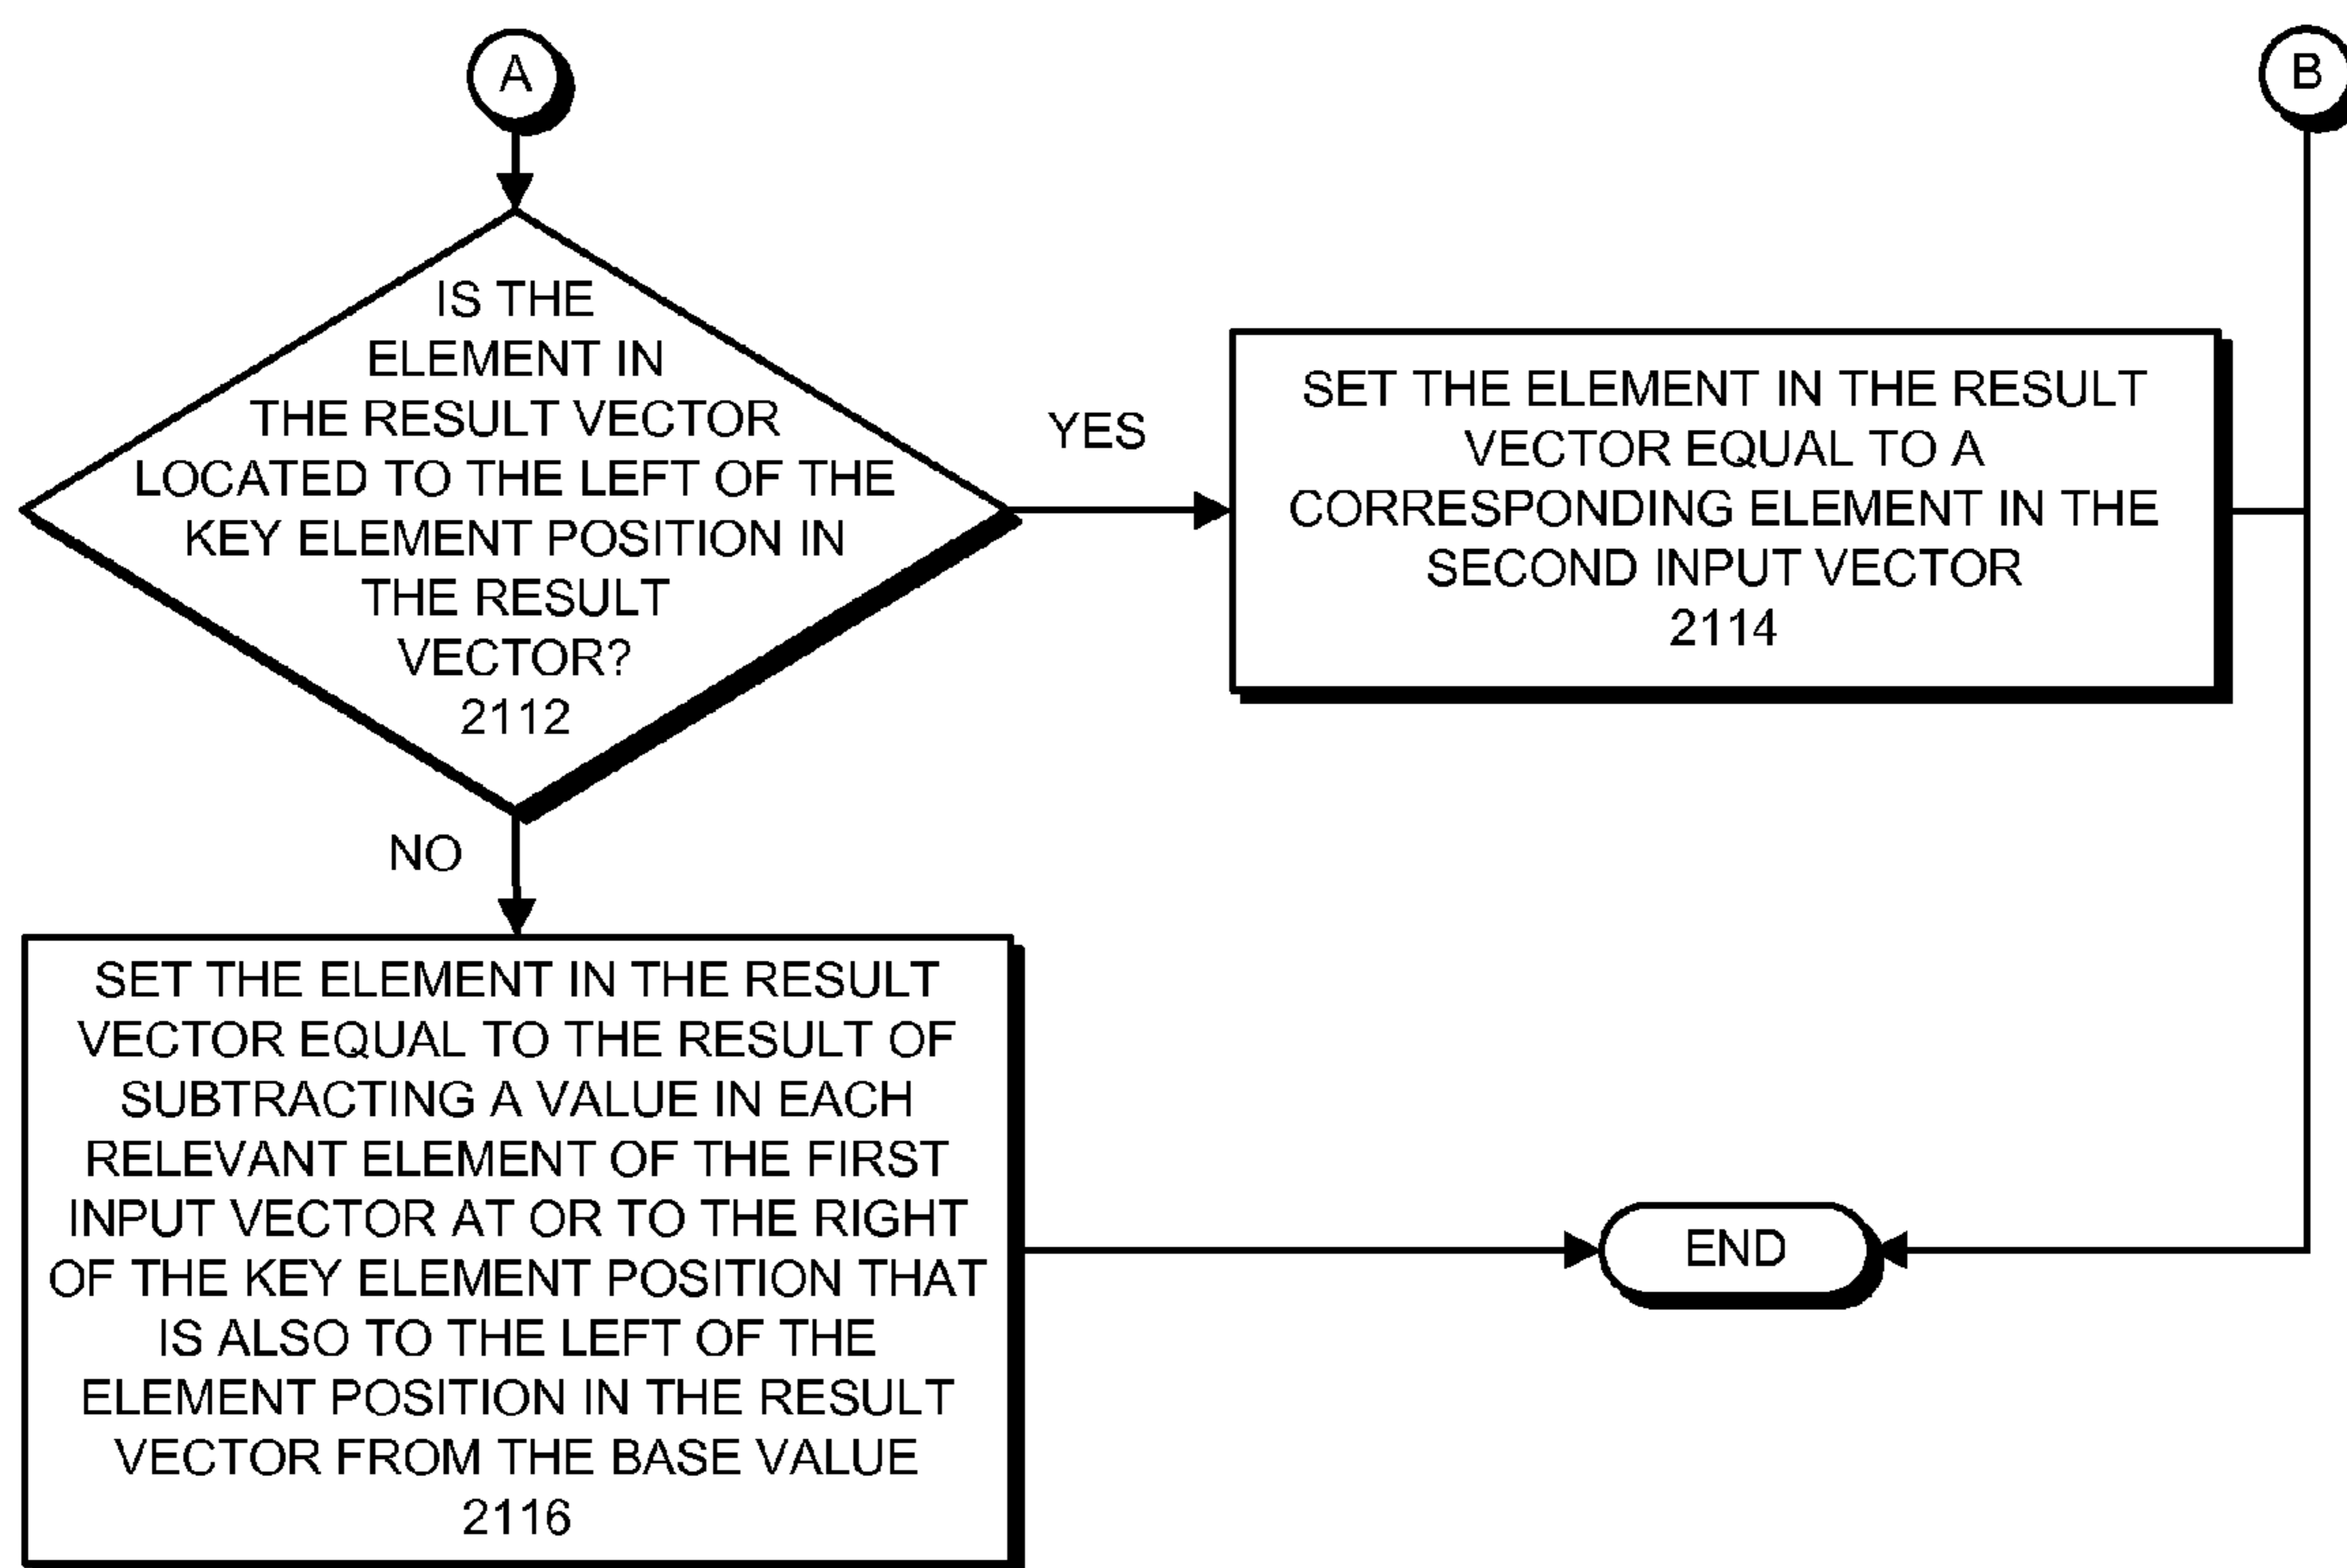 A
B
IS THE
ELEMENT IN
THE RESULT VECTOR
LOCATED TO THE LEFT OF THE
KEY ELEMENT POSITION IN
THE RESULT
VECTOR?
2112
YES
SET THE ELEMENT IN THE RESULT
VECTOR EQUAL TO A
CORRESPONDING ELEMENT IN THE
SECOND INPUT VECTOR
2114
NO
SET THE ELEMENT IN THE RESULT
VECTOR EQUAL TO THE RESULT OF
SUBTRACTING A VALUE IN EACH
RELEVANT ELEMENT OF THE FIRST
INPUT VECTOR AT OR TO THE RIGHT
OF THE KEY ELEMENT POSITION THAT
IS ALSO TO THE LEFT OF THE
ELEMENT POSITION IN THE RESULT
VECTOR FROM THE BASE VALUE
2116
END